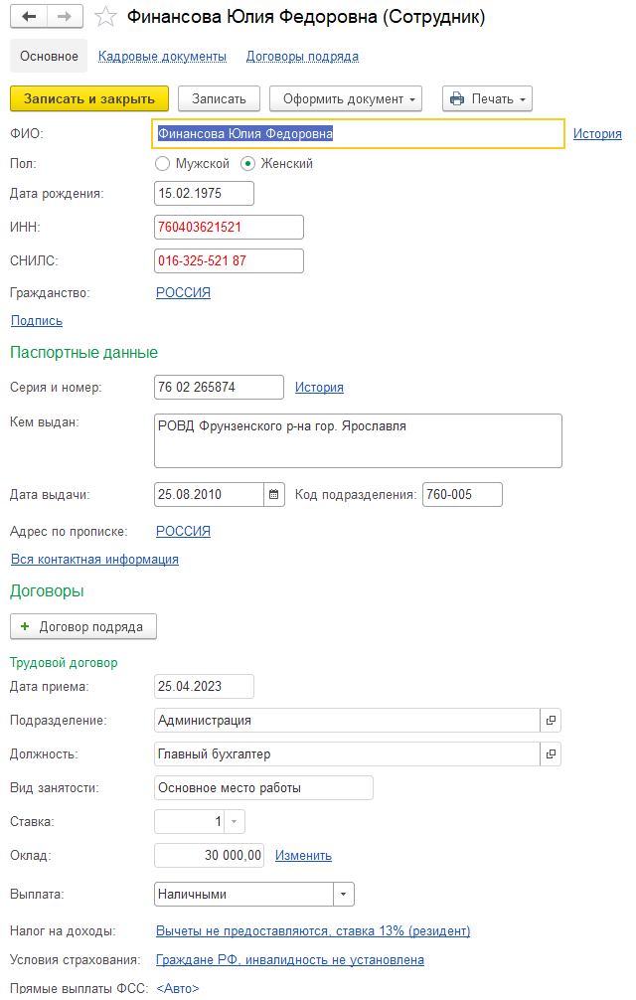 Финансова Юлия Федоровна (Сотрудник)
Основное Кадровые документы Договоры подряда
Записать и закрыть Записать Оформить документ Печать
ФИО: Финансова Юлия Федоровна История
Пол: Мужской Женский
Дата рождения: 15.02.1975
ИНН: 760403621521
СНИЛС: 016-325-521 87
Гражданство: РОССИЯ
Подпись
Паспортные данные
Серия и номер: 76 02 265874 История
Кем выдан: РОВД Фрунзенского р-на гор. Ярославля
Дата выдачи: 25.08.2010 Код подразделения: 760-005
Адрес по прописке: РОССИЯ
Вся контактная информация
Договоры
+ Договор подряда
Трудовой договор
Дата приема: 25.04.2023
Подразделение: Администрация
Должность: Главный бухгалтер
Вид занятости: Основное место работы
Ставка: 1
Оклад: 30 000,00 Изменить
Выплата: Наличными
Налог на доходы: Вычеты не предоставляются, ставка 13% (резидент)
Условия страхования: Граждане РФ, инвалидность не установлена
Прямые выплаты ФСС: <Авто>